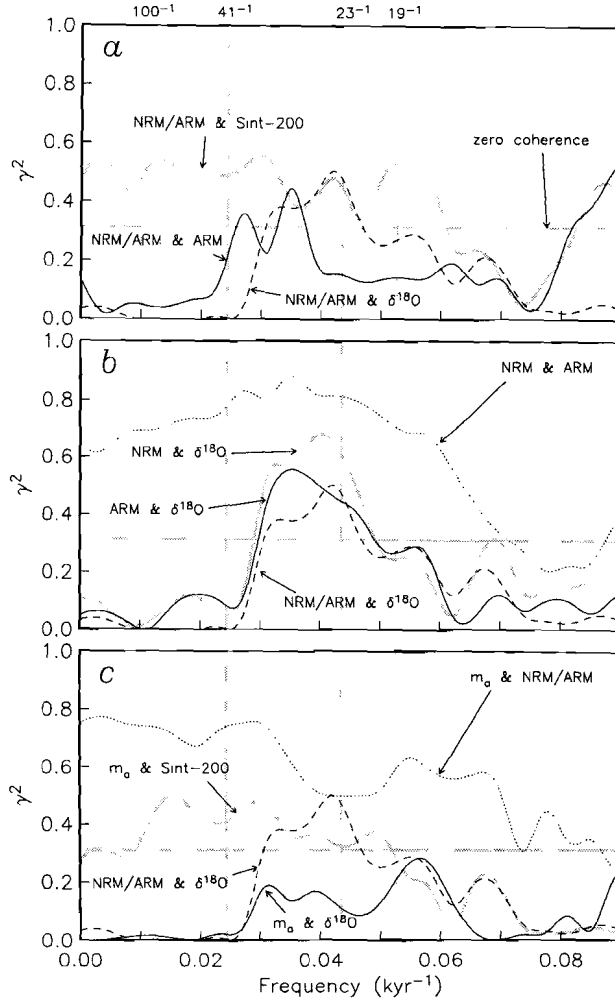 100⁻¹ 41⁻¹ 23⁻¹ 19⁻¹
1.0
a
0.8
NRM/ARM & Sint-200
zero coherence
0.6
γ²
0.4
NRM/ARM & ARM
0.2
NRM/ARM & δ¹⁸O
0.0
1.0
b
0.8
NRM & ARM
NRM & δ¹⁸O
0.6
γ²
ARM & δ¹⁸O
0.4
0.2
NRM/ARM & δ¹⁸O
0.0
1.0
c
mₐ & NRM/ARM
0.8
mₐ & Sint-200
0.6
γ²
0.4
NRM/ARM & δ¹⁸O
0.2
mₐ & δ¹⁸O
0.0
0.00 0.02 0.04 0.06 0.08
Frequency (kyr⁻¹)